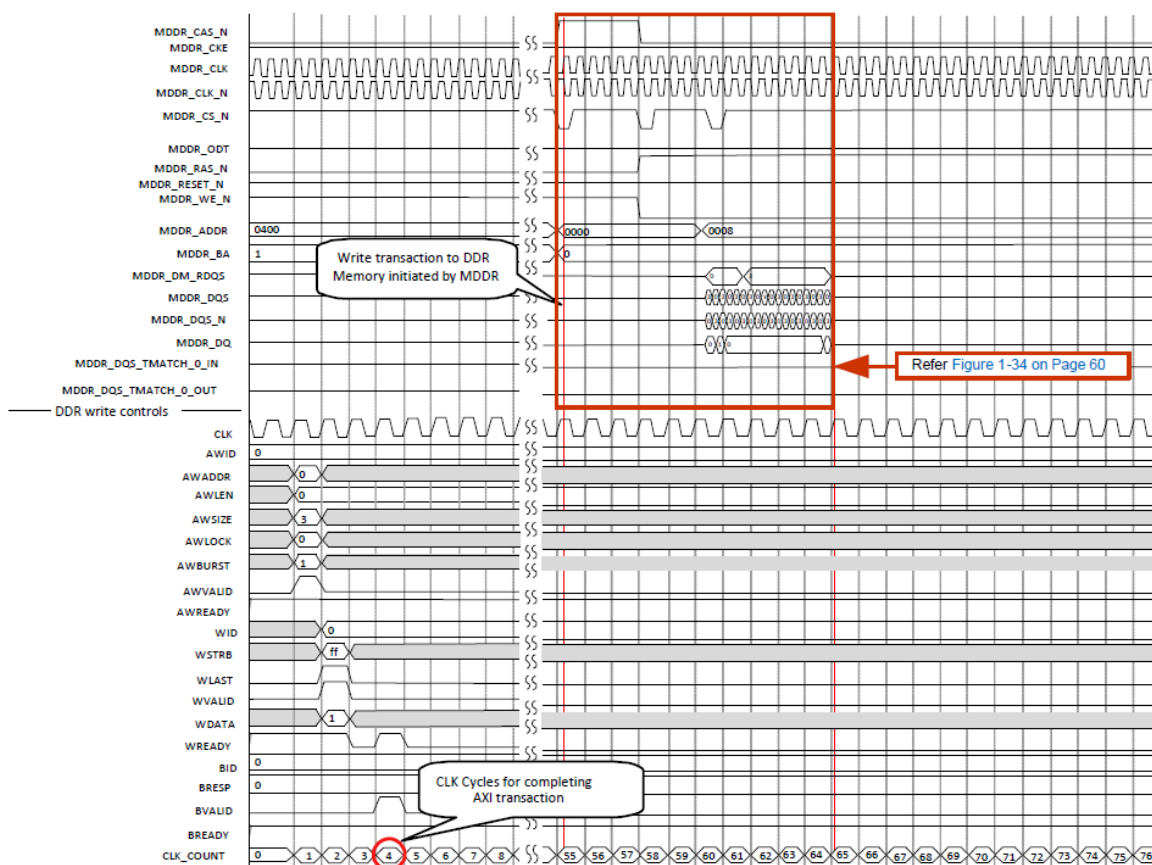 MDDR_CAS_N
MDDR_CKE
MDDR_CLK
MDDR_CLK_N
MDDR_CS_N
MDDR_ODT
MDDR_RAS_N
MDDR_RESET_N
MDDR_WE_N
MDDR_ADDR 0400 0000 0008
MDDR_BA 1 0
Write transaction to DDR
Memory initiated by MDDR
MDDR_DM_RDQS 0
MDDR_DQS
MDDR_DQS_N
MDDR_DQ 0 1 0
MDDR_DQS_TMATCH_0_IN
Refer Figure 1-34 on Page 60
MDDR_DQS_TMATCH_0_OUT
DDR write controls
CLK
AWID 0
AWADDR 0
AWLEN 0
AWSIZE 3
AWLOCK 0
AWBURST 1
AWVALID
AWREADY
WID 0
WSTRB ff
WLAST
WVALID
WDATA 1
WREADY
BID 0
CLK Cycles for completing
AXI transaction
BRESP 0
BVALID
BREADY
CLK_COUNT 0 1 2 3 4 5 6 7 8 55 56 57 58 59 60 61 62 63 64 65 66 67 68 69 70 71 72 73 74 75 76